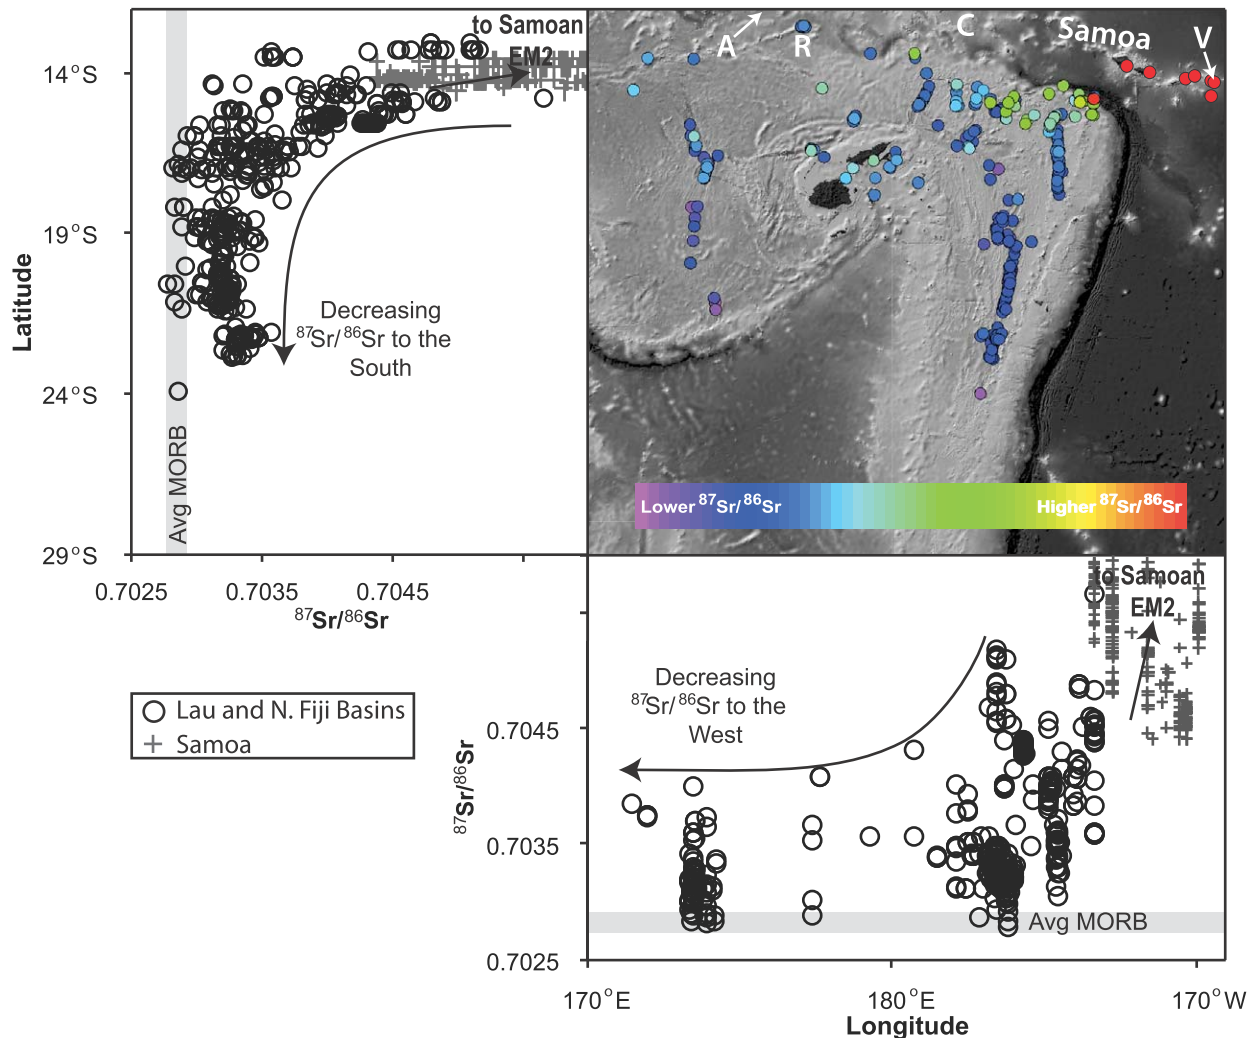 to Samoan
EM2
14°S
19°S
24°S
29°S
Latitude
Decreasing
87Sr/86Sr to the
South
Avg MORB
0.7025
0.7035
0.7045
87Sr/86Sr
A
R
C
Samoa
V
Lower 87Sr/86Sr
Higher 87Sr/86Sr
Lau and N. Fiji Basins
Samoa
to Samoan
EM2
Decreasing
87Sr/86Sr to the
West
Avg MORB
0.7045
0.7035
0.7025
87Sr/86Sr
170°E
180°E
170°W
Longitude